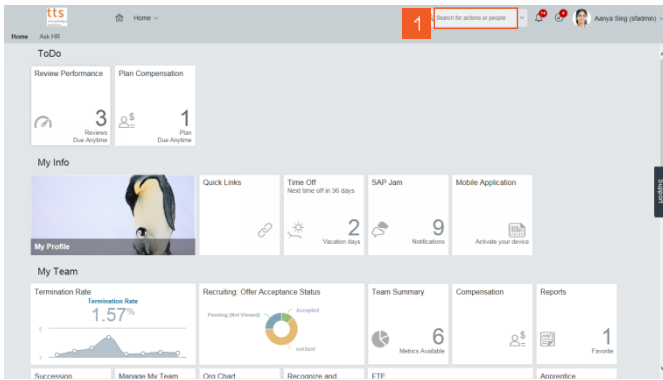 tts
Home
1
Search for actions or people
Aanya Sing (sfadmin)
Home
Ask HR
ToDo
Review Performance
3
Reviews
Due Anytime
Plan Compensation
1
Plan
Due Anytime
My Info
My Profile
Quick Links
Time Off
Next time off in 36 days
2
Vacation days
SAP Jam
9
Notifications
Mobile Application
Activate your device
Support
My Team
Termination Rate
Termination Rate
1.57%
Recruiting: Offer Acceptance Status
Pending (Not Viewed)
Accepted
Team Summary
6
Metrics Available
Compensation
Reports
1
Favorite
Succession
Manage My Team
Org Chart
Recognize and
FTE
Apprentice